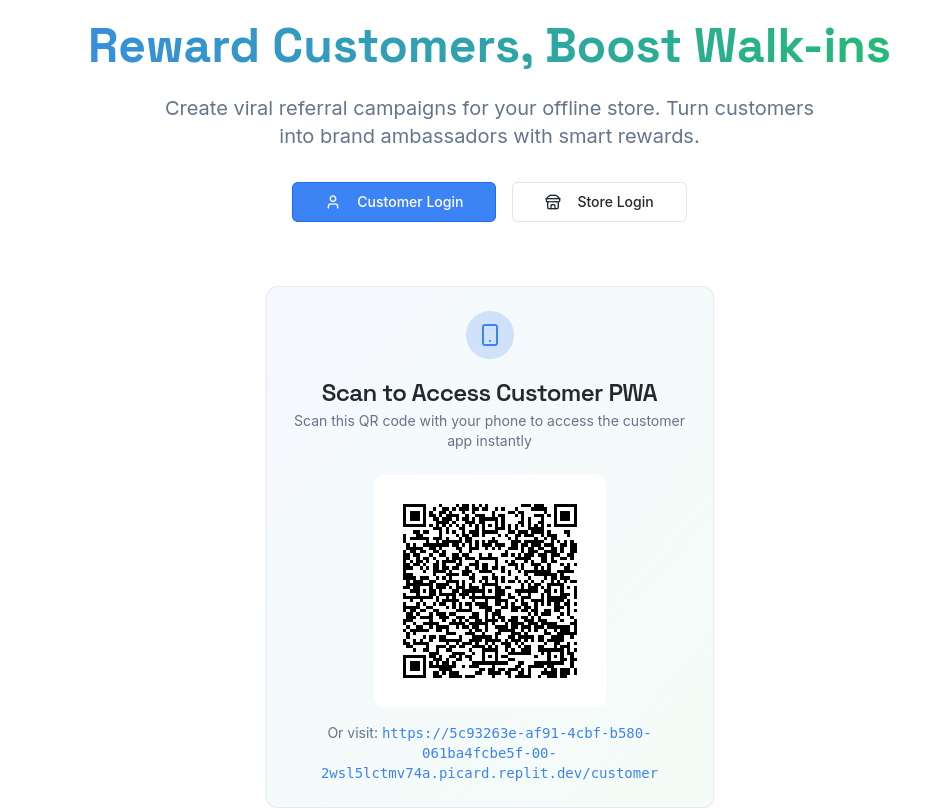 Reward Customers, Boost Walk-ins
Create viral referral campaigns for your offline store. Turn customers
into brand ambassadors with smart rewards.
Customer Login
Store Login
Scan to Access Customer PWA
Scan this QR code with your phone to access the customer
app instantly
Or visit: https://5c93263e-af91-4cbf-b580-
061ba4fcbe5f-00-
2wsl5lctmv74a.picard.replit.dev/customer